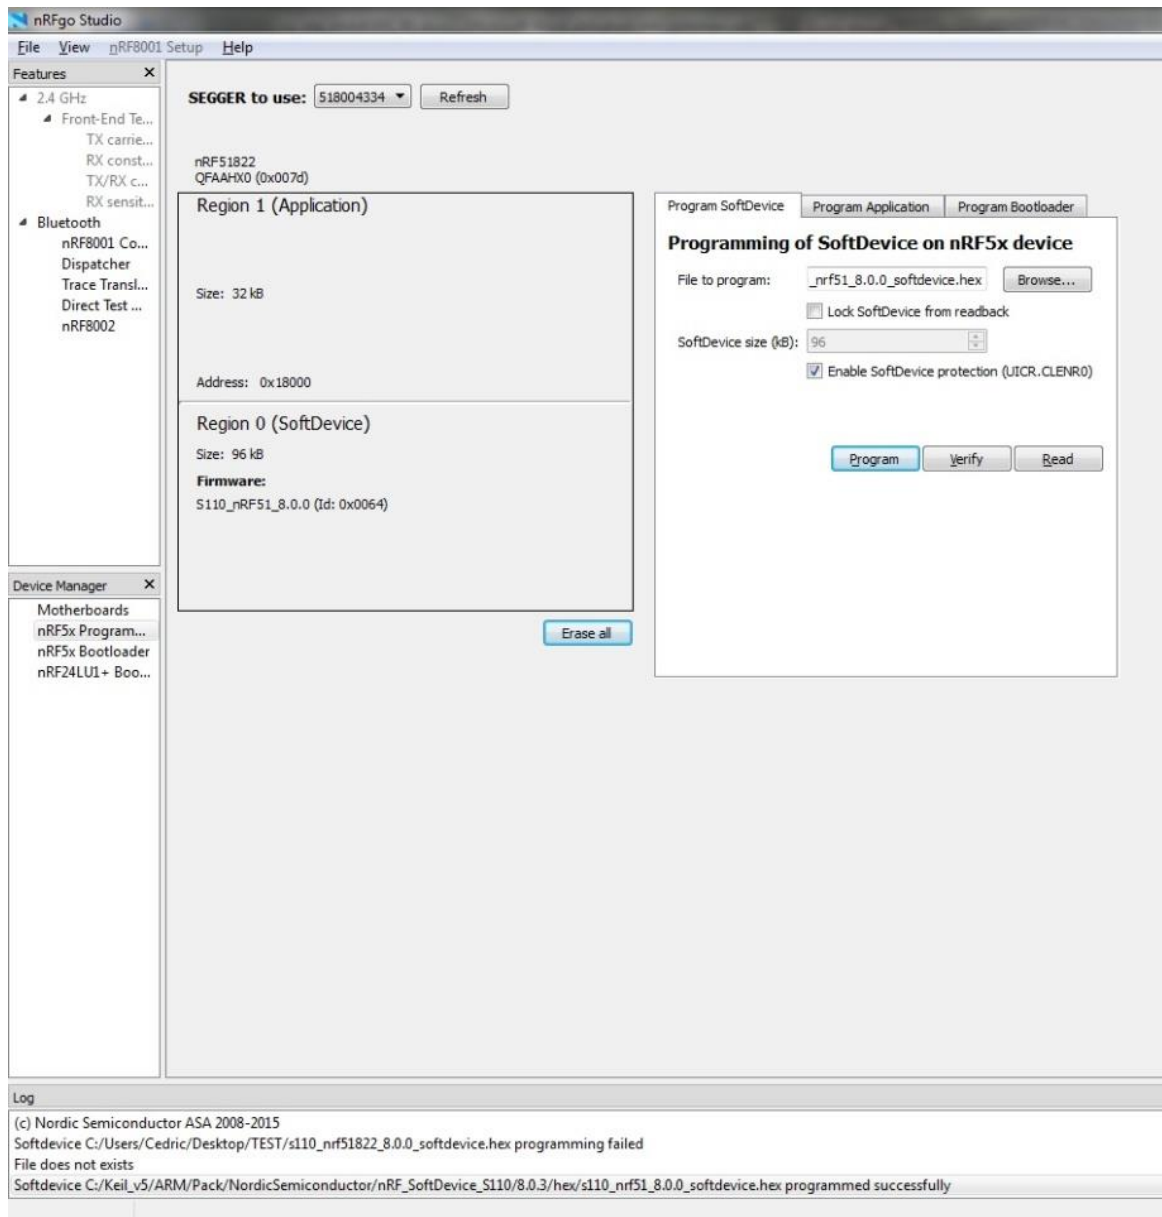 nRFgo Studio
File View nRF8001 Setup Help
Features
2.4 GHz
Front-End Te...
TX carrie...
RX const...
TX/RX c...
RX sensit...
Bluetooth
nRF8001 Co...
Dispatcher
Trace Transl...
Direct Test ...
nRF8002
SEGGER to use: 518004334 Refresh
nRF51822
QFAAHX0 (0x007d)
Region 1 (Application)
Size: 32 kB
Address: 0x18000
Region 0 (SoftDevice)
Size: 96 kB
Firmware:
S110_nRF51_8.0.0 (Id: 0x0064)
Erase all
Program SoftDevice Program Application Program Bootloader
Programming of SoftDevice on nRF5x device
File to program: _nrf51_8.0.0_softdevice.hex Browse...
Lock SoftDevice from readback
SoftDevice size (kB): 96
Enable SoftDevice protection (UICR.CLENR0)
Program Verify Read
Device Manager
Motherboards
nRF5x Program...
nRF5x Bootloader
nRF24LU1+ Boo...
Log
(c) Nordic Semiconductor ASA 2008-2015
Softdevice C:/Users/Cedric/Desktop/TEST/s110_nrf51822_8.0.0_softdevice.hex programming failed
File does not exists
Softdevice C:/Keil_v5/ARM/Pack/NordicSemiconductor/nRF_SoftDevice_S110/8.0.3/hex/s110_nrf51_8.0.0_softdevice.hex programmed successfully